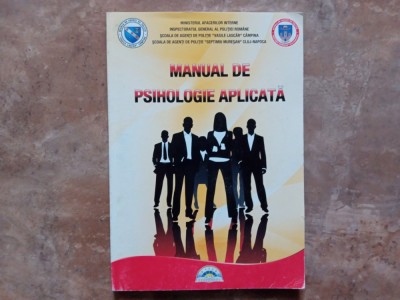 MINISTERUL AFACERILOR INTERNE
INSPECTORATUL GENERAL AL POLIȚIEI ROMÂNE
ȘCOALA DE AGENȚI DE POLIȚIE "VASILE LASCĂR" CÂMPINA
ȘCOALA DE AGENȚI DE POLIȚIE "SEPTIMIU MUREȘAN" CLUJ-NAPOCA
MANUAL DE
PSIHOLOGIE APLICATĂ